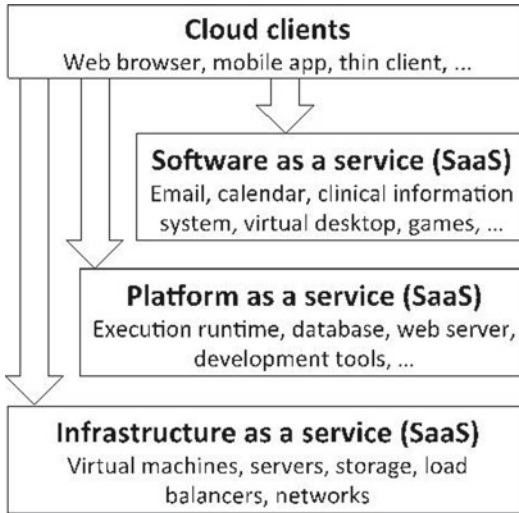 Cloud clients
Web browser, mobile app, thin client, ...
Software as a service (SaaS)
Email, calendar, clinical information
system, virtual desktop, games, ...
Platform as a service (SaaS)
Execution runtime, database, web server,
development tools, ...
Infrastructure as a service (SaaS)
Virtual machines, servers, storage, load
balancers, networks